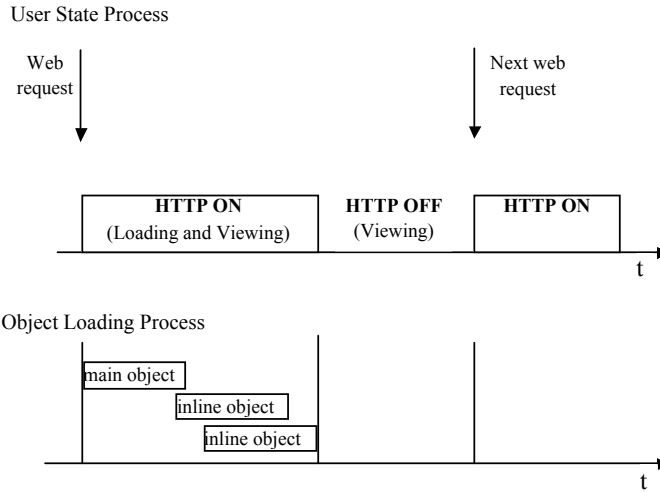 User State Process
Web
request
Next web
request
HTTP ON
(Loading and Viewing)
HTTP OFF
(Viewing)
HTTP ON
t
Object Loading Process
main object
inline object
inline object
t